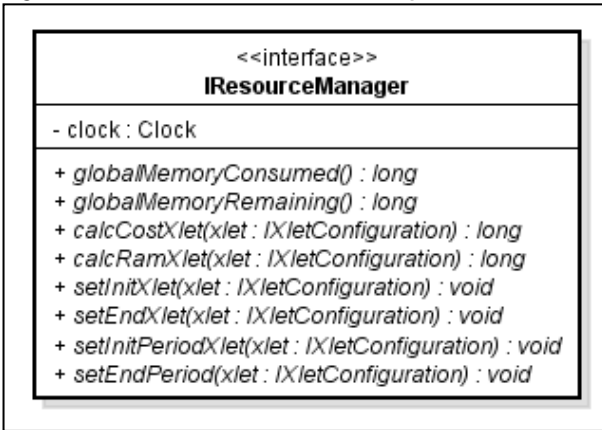 <<interface>>
IResourceManager
- clock : Clock
+ globalMemoryConsumed() : long
+ globalMemoryRemaining() : long
+ calcCostXlet(xlet : IXletConfiguration) : long
+ calcRamXlet(xlet : IXletConfiguration) : long
+ setInitXlet(xlet : IXletConfiguration) : void
+ setEndXlet(xlet : IXletConfiguration) : void
+ setInitPeriodXlet(xlet : IXletConfiguration) : void
+ setEndPeriod(xlet : IXletConfiguration) : void